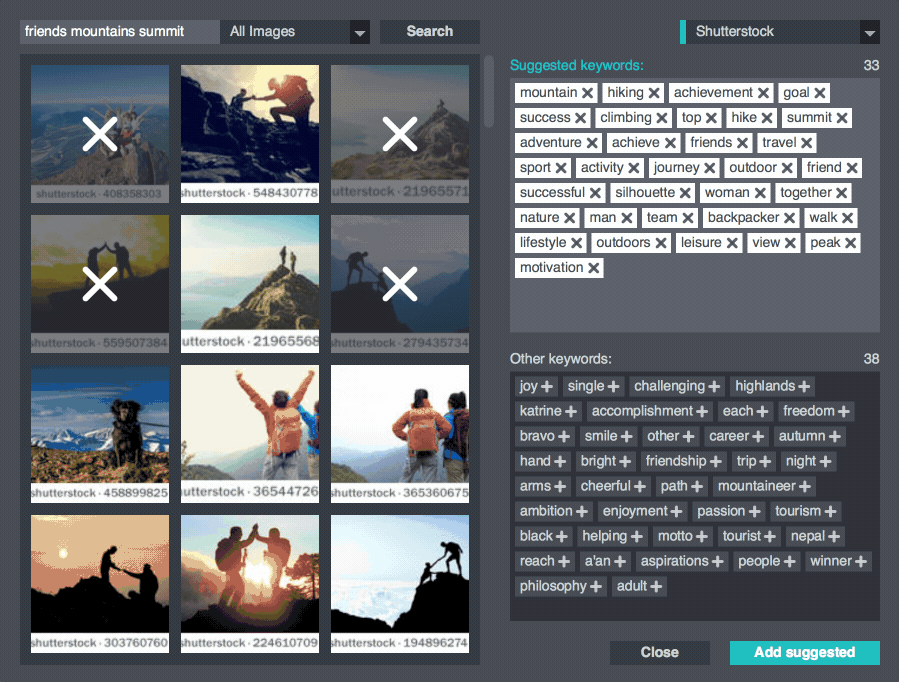 friends mountains summit All Images Search Shutterstock
Suggested keywords: 33
mountain hiking achievement goal
success climbing top hike summit
adventure achieve friends travel
sport activity journey outdoor friend
successful silhouette woman together
nature man team backpacker walk
lifestyle outdoors leisure view peak
motivation
Other keywords: 38
joy single challenging highlands
katrine accomplishment each freedom
bravo smile other career autumn
hand bright friendship trip night
arms cheerful path mountaineer
ambition enjoyment passion tourism
black helping motto tourist nepal
reach a'an aspirations people winner
philosophy adult
shutterstock · 408358303 shutterstock · 548430778 shutterstock · 21965571
shutterstock · 559507384 utterstock · 21965568 shutterstock · 279435734
shutterstock · 458899825 utterstock · 36544726 shutterstock · 365360675
shutterstock · 303760760 shutterstock · 224610709 shutterstock · 194896274
Close Add suggested